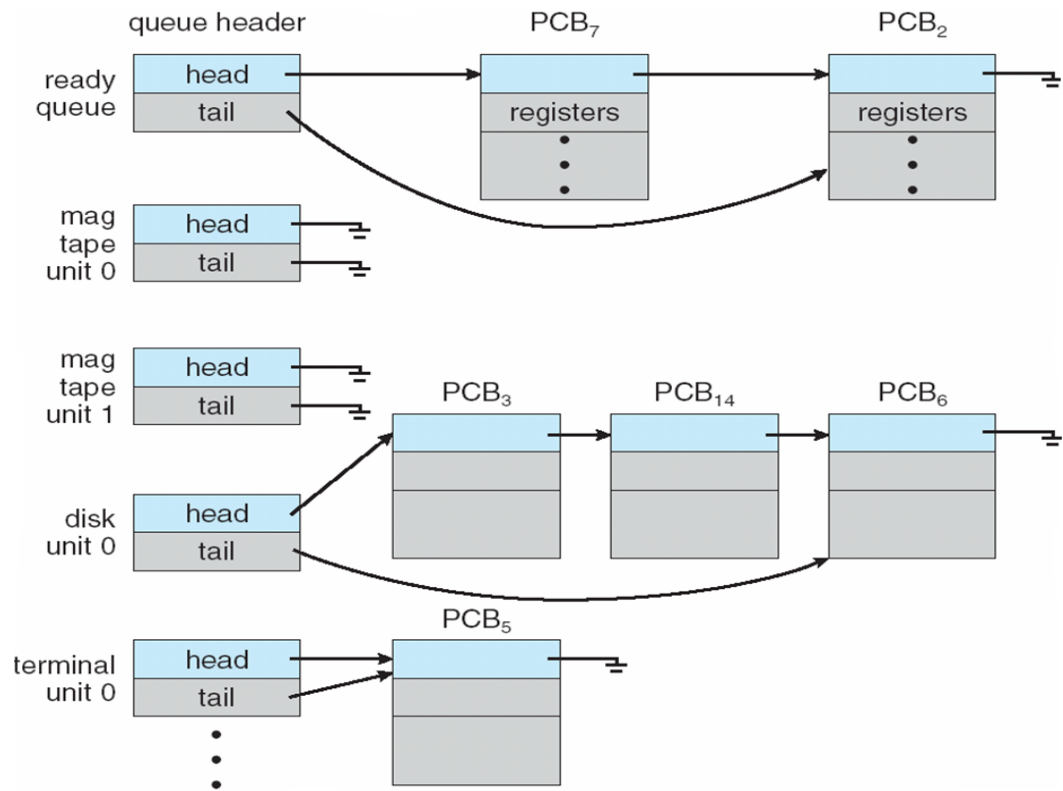 queue header
PCB₇
PCB₂
ready
queue
head
tail
registers
registers
mag
tape
unit 0
head
tail
mag
tape
unit 1
head
tail
PCB₃
PCB₁₄
PCB₆
disk
unit 0
head
tail
PCB₅
terminal
unit 0
head
tail